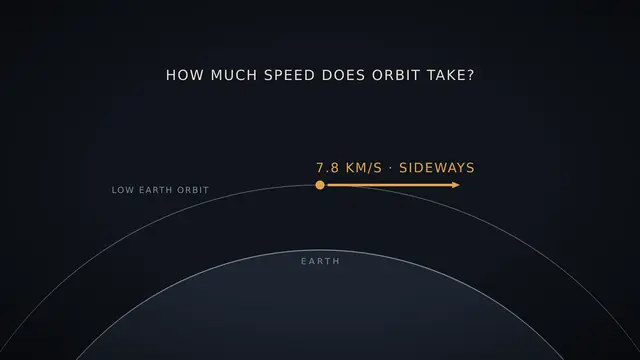 HOW MUCH SPEED DOES ORBIT TAKE?
7.8 KM/S · SIDEWAYS
LOW EARTH ORBIT
EARTH